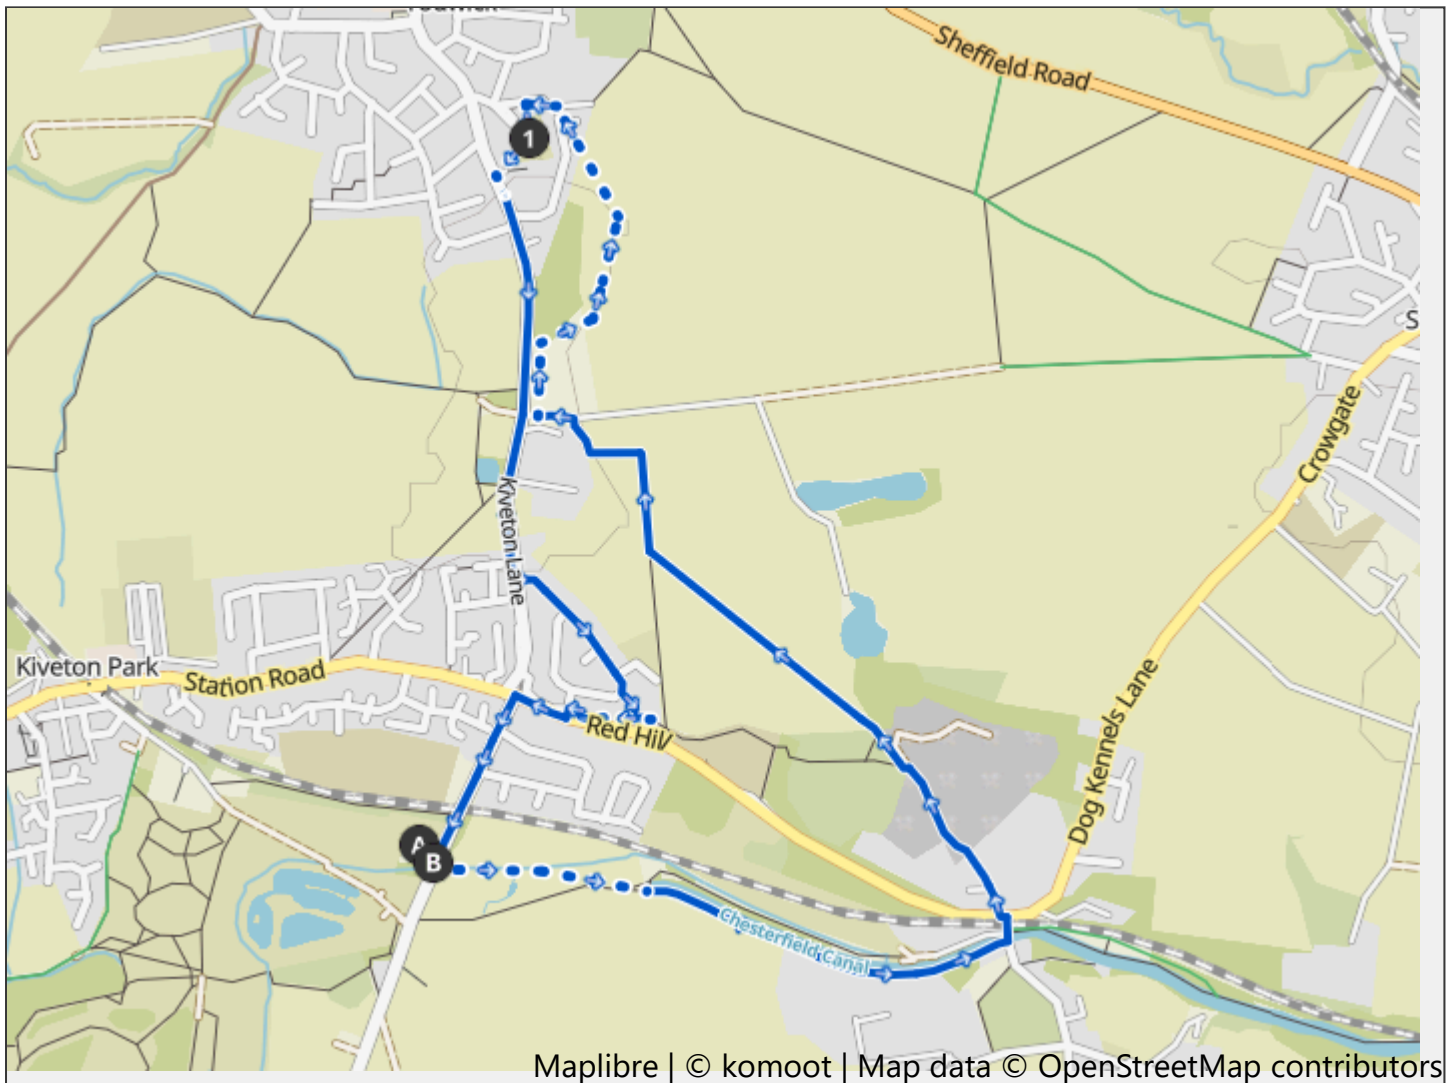 Sheffield Road
1
S
Crowgate
Kiveton Lane
Kiveton Park
Station Road
Red Hill
Dog Kennels Lane
A
B
Chesterfield Canal
Maplibre | © komoot | Map data © OpenStreetMap contributors